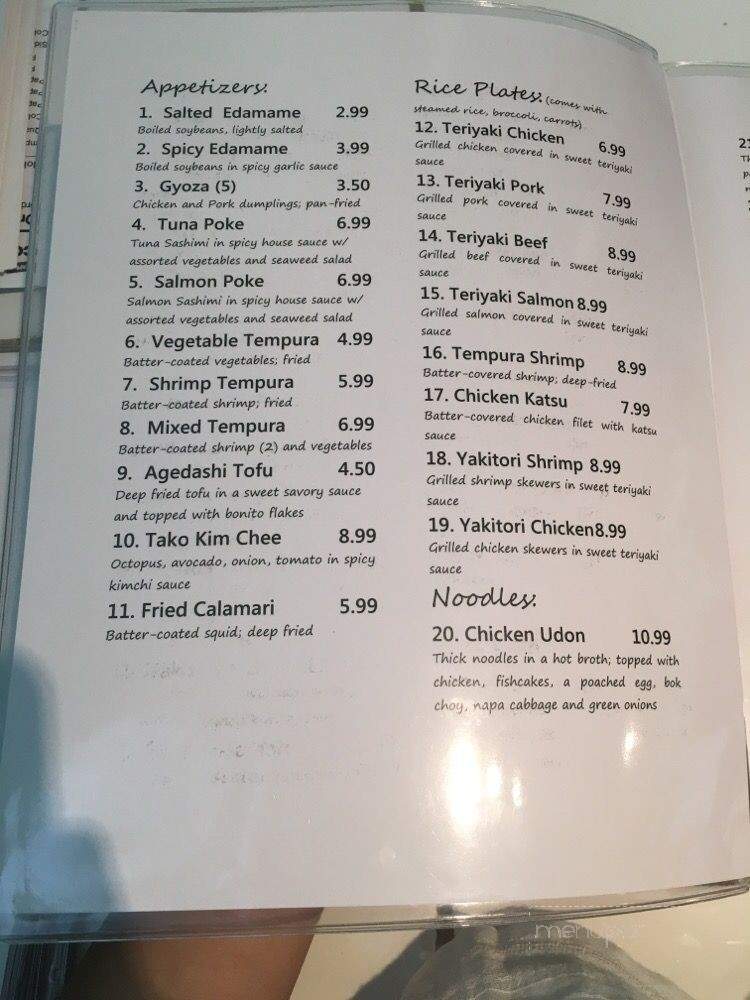 Appetizers:
1. Salted Edamame 2.99
Boiled soybeans, lightly salted
2. Spicy Edamame 3.99
Boiled soybeans in spicy garlic sauce
3. Gyoza (5) 3.50
Chicken and Pork dumplings; pan-fried
4. Tuna Poke 6.99
Tuna Sashimi in spicy house sauce w/
assorted vegetables and seaweed salad
5. Salmon Poke 6.99
Salmon Sashimi in spicy house sauce w/
assorted vegetables and seaweed salad
6. Vegetable Tempura 4.99
Batter-coated vegetables; fried
7. Shrimp Tempura 5.99
Batter-coated shrimp; fried
8. Mixed Tempura 6.99
Batter-coated shrimp (2) and vegetables
9. Agedashi Tofu 4.50
Deep fried tofu in a sweet savory sauce
and topped with bonito flakes
10. Tako Kim Chee 8.99
Octopus, avocado, onion, tomato in spicy
kimchi sauce
11. Fried Calamari 5.99
Batter-coated squid; deep fried
Rice Plates: (comes with
steamed rice, broccoli, carrots)
12. Teriyaki Chicken 6.99
Grilled chicken covered in sweet teriyaki
sauce
13. Teriyaki Pork 7.99
Grilled pork covered in sweet teriyaki
sauce
14. Teriyaki Beef 8.99
Grilled beef covered in sweet teriyaki
sauce
15. Teriyaki Salmon 8.99
Grilled salmon covered in sweet teriyaki
sauce
16. Tempura Shrimp 8.99
Batter-covered shrimp; deep-fried
17. Chicken Katsu 7.99
Batter-covered chicken filet with katsu
sauce
18. Yakitori Shrimp 8.99
Grilled shrimp skewers in sweet teriyaki
sauce
19. Yakitori Chicken 8.99
Grilled chicken skewers in sweet teriyaki
sauce
Noodles:
20. Chicken Udon 10.99
Thick noodles in a hot broth; topped with
chicken, fishcakes, a poached egg, bok
choy, napa cabbage and green onions